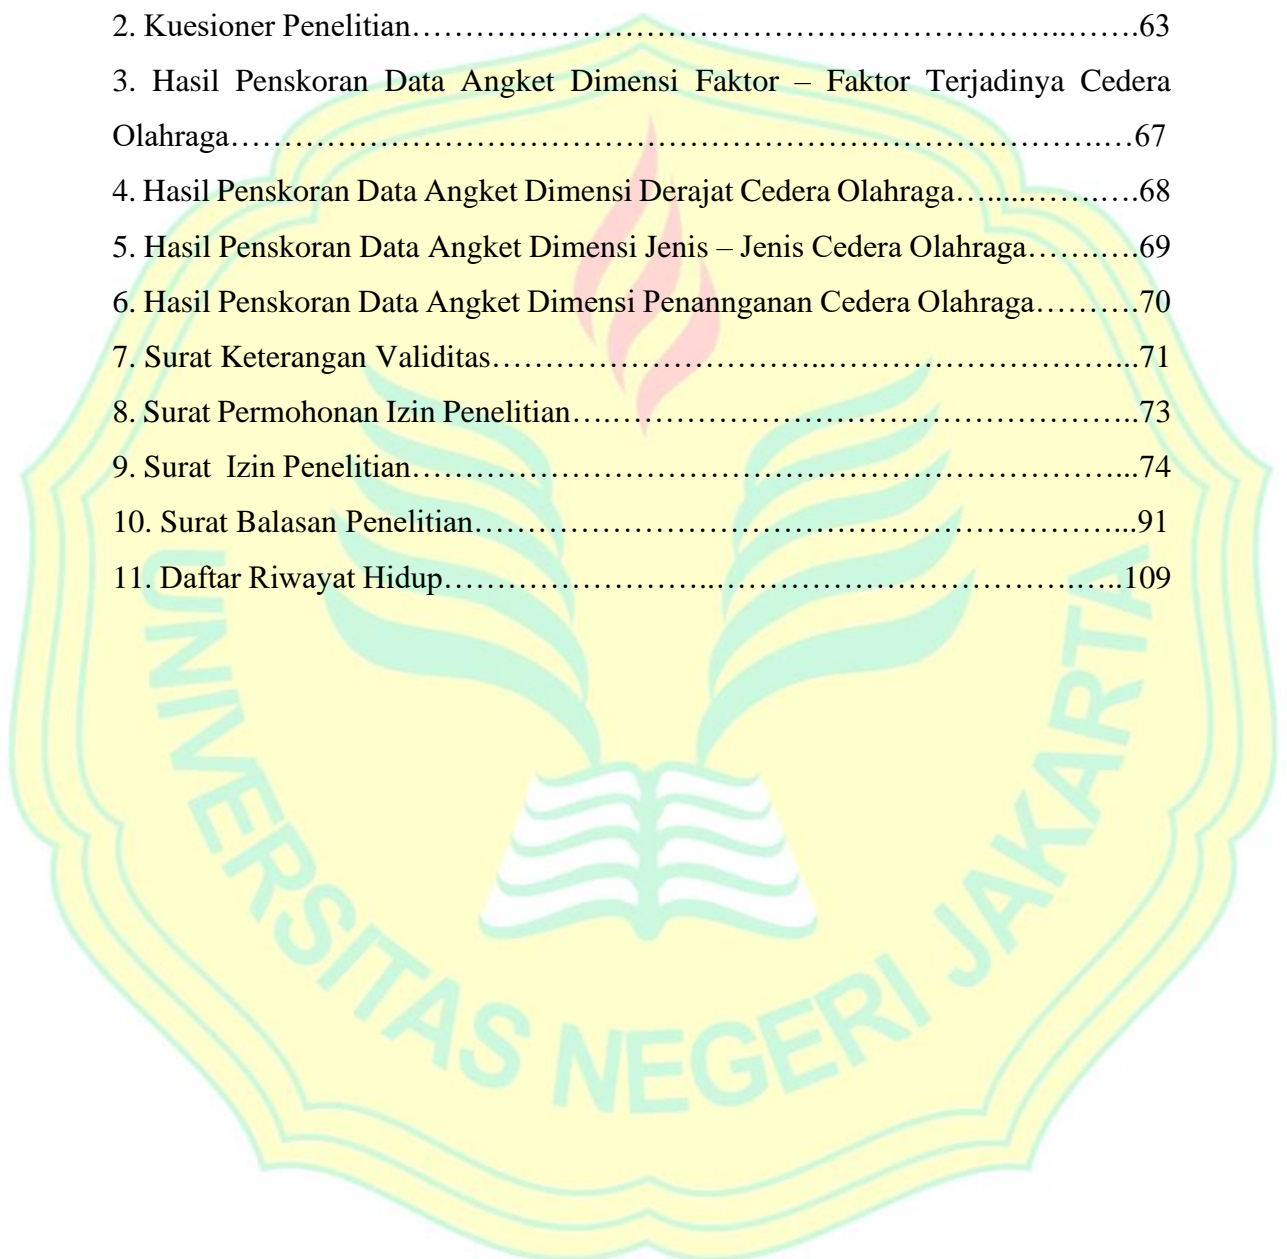 2. Kuesioner Penelitian……………………………………………………………..…….63
3. Hasil Penskoran Data Angket Dimensi Faktor – Faktor Terjadinya Cedera
Olahraga……………………………………………………………………………….…67
4. Hasil Penskoran Data Angket Dimensi Derajat Cedera Olahraga….....…….….68
5. Hasil Penskoran Data Angket Dimensi Jenis – Jenis Cedera Olahraga…….….69
6. Hasil Penskoran Data Angket Dimensi Penannganan Cedera Olahraga……….70
7. Surat Keterangan Validitas……………………………..…………………………...71
8. Surat Permohonan Izin Penelitian….………………………………………………..73
9. Surat  Izin Penelitian…………………………………………………………………...74
10. Surat Balasan Penelitian……………………………………………………………...91
11. Daftar Riwayat Hidup………………………..……………………………….…..109
UNIVERSITAS NEGERI JAKARTA